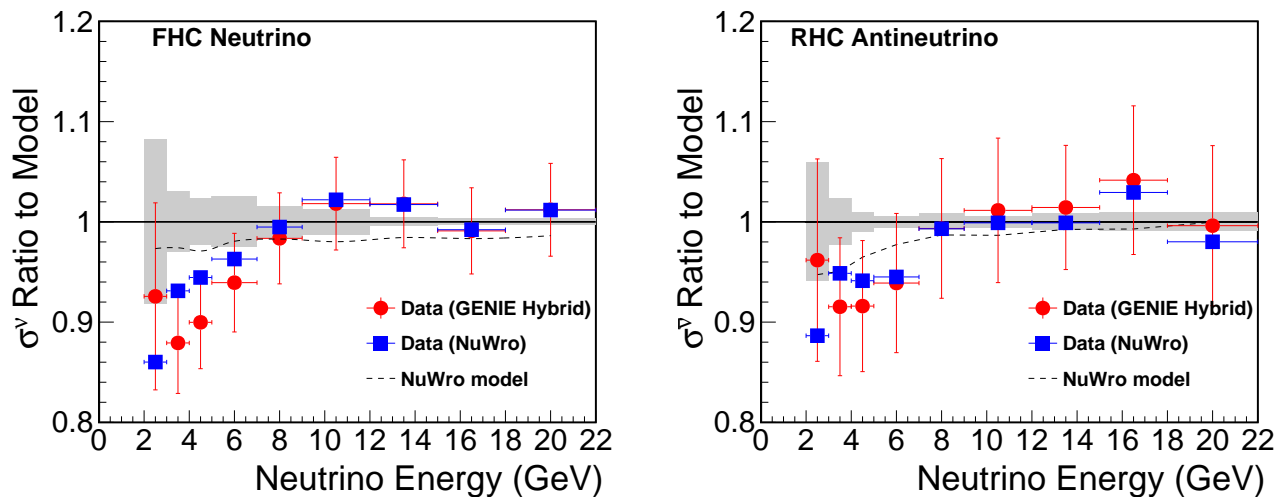 FHC Neutrino
σν Ratio to Model
1.2
1.1
1
0.9
0.8
Data (GENIE Hybrid)
Data (NuWro)
NuWro model
0 2 4 6 8 10 12 14 16 18 20 22
Neutrino Energy (GeV)
RHC Antineutrino
σν Ratio to Model
1.2
1.1
1
0.9
0.8
Data (GENIE Hybrid)
Data (NuWro)
NuWro model
0 2 4 6 8 10 12 14 16 18 20 22
Neutrino Energy (GeV)